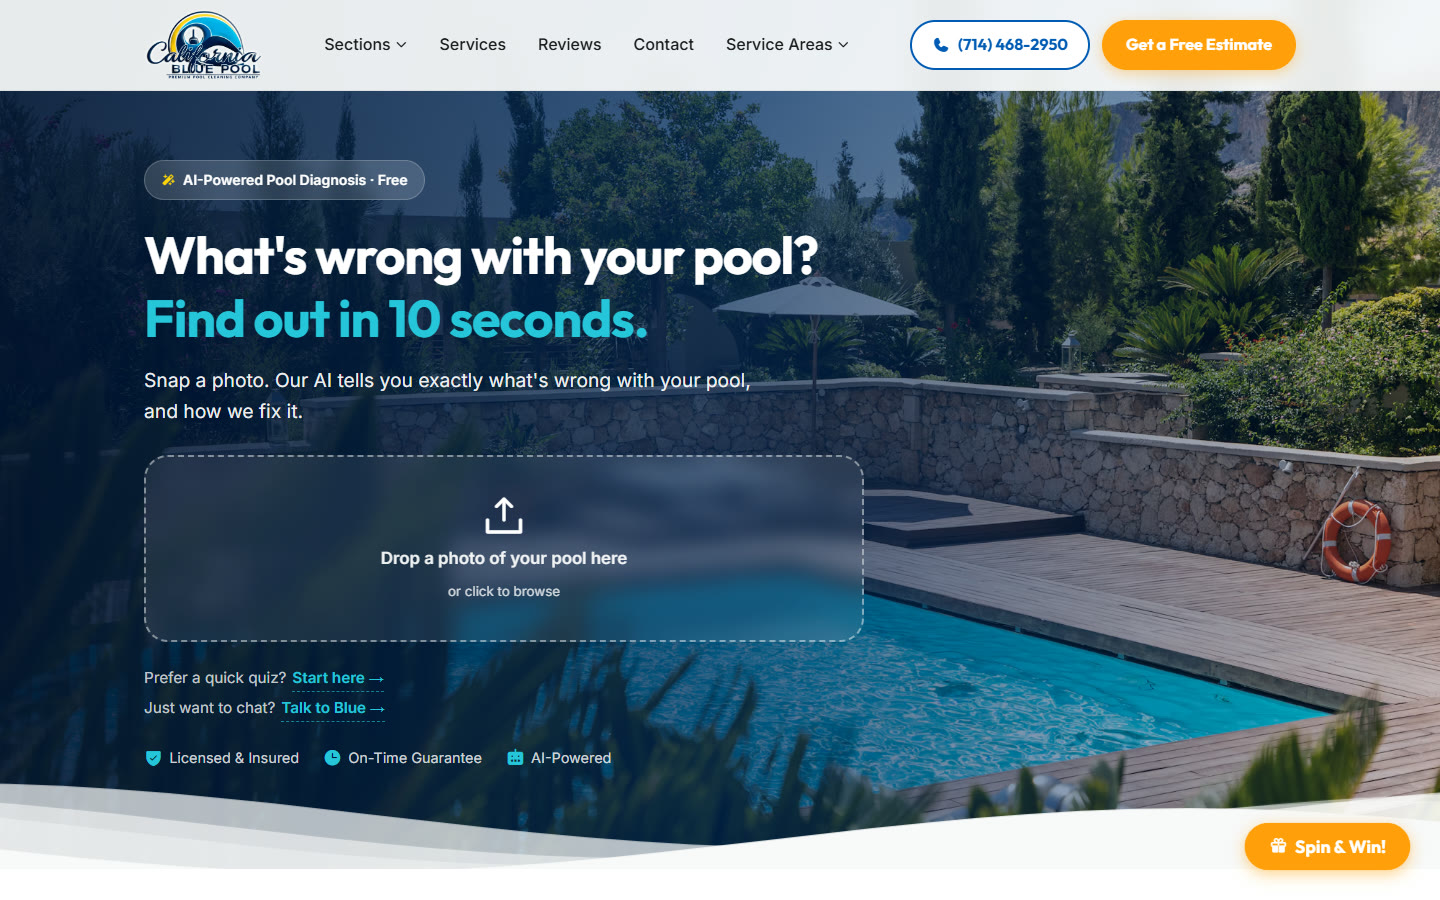 California
BLUE POOL
PREMIUM POOL CLEANING COMPANY
Sections
Services
Reviews
Contact
Service Areas
(714) 468-2950
Get a Free Estimate
AI-Powered Pool Diagnosis · Free
What's wrong with your pool?
Find out in 10 seconds.
Snap a photo. Our AI tells you exactly what's wrong with your pool,
and how we fix it.
Drop a photo of your pool here
or click to browse
Prefer a quick quiz? Start here →
Just want to chat? Talk to Blue →
Licensed & Insured
On-Time Guarantee
AI-Powered
Spin & Win!